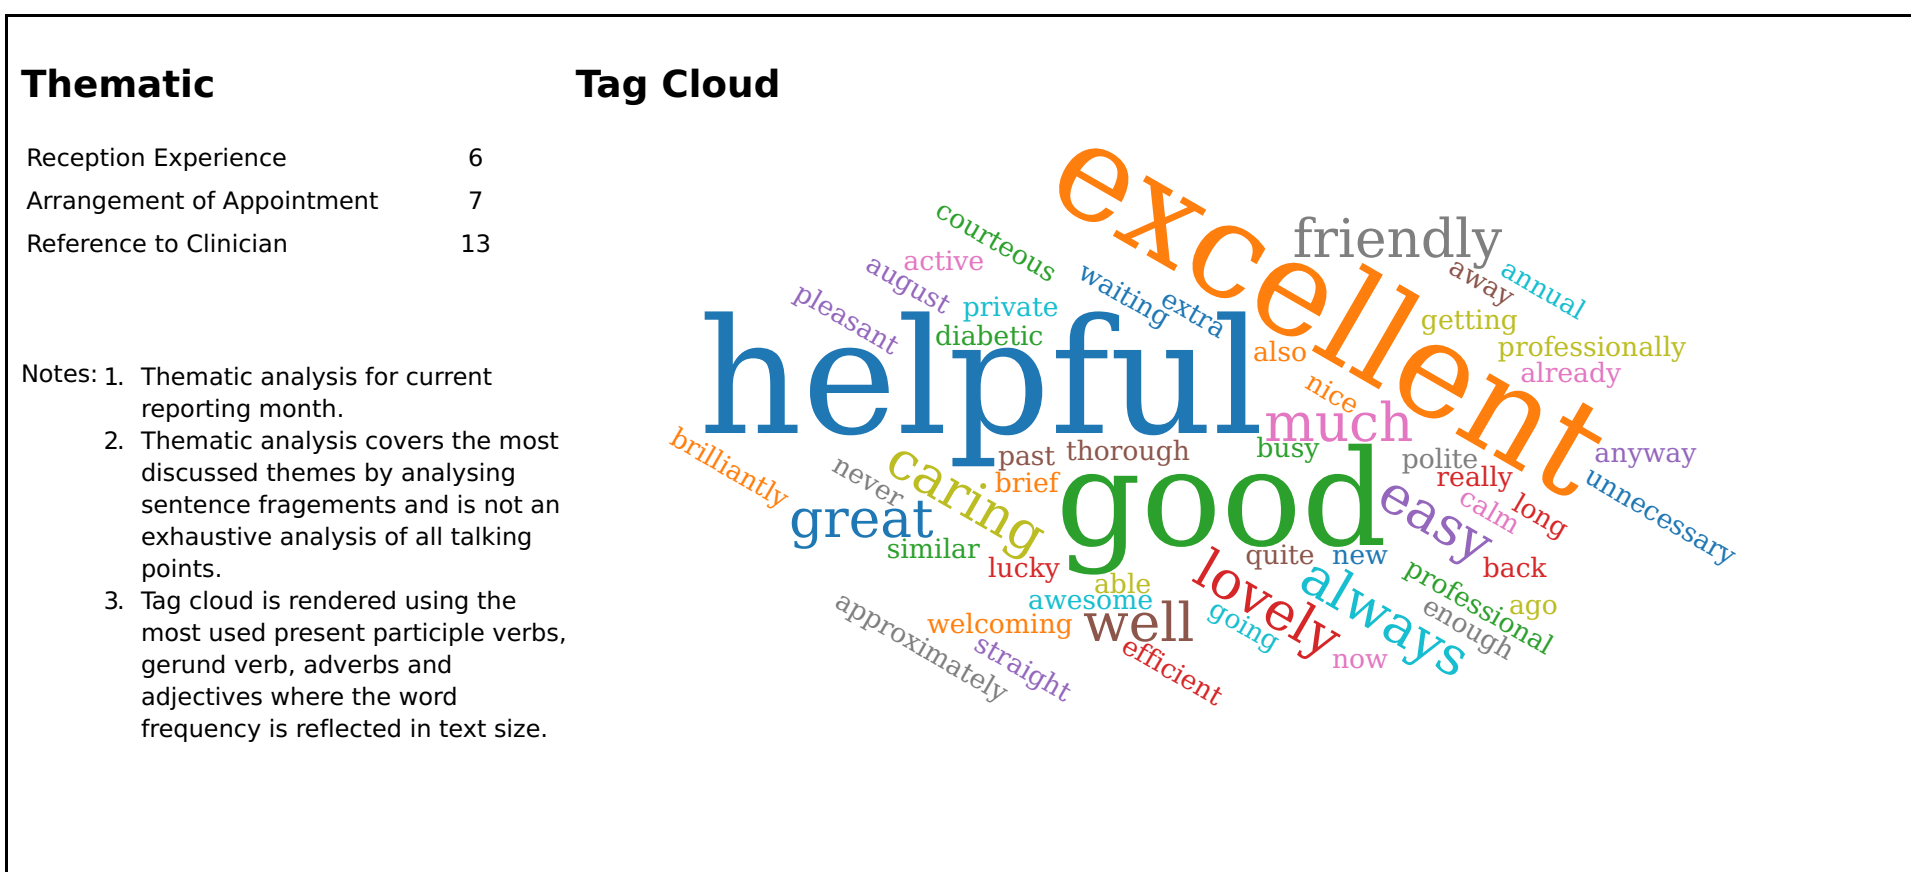 Thematic
Reception Experience 6
Arrangement of Appointment 7
Reference to Clinician 13
Notes: 1. Thematic analysis for current
reporting month.
2. Thematic analysis covers the most
discussed themes by analysing
sentence fragements and is not an
exhaustive analysis of all talking
points.
3. Tag cloud is rendered using the
most used present participle verbs,
gerund verb, adverbs and
adjectives where the word
frequency is reflected in text size.
Tag Cloud
excellent
courteous
friendly
active
august
waiting
extra
away
annual
pleasant
private
diabetic
helpful
also
getting
professionally
already
nice
much
brilliantly
never
caring
past
thorough
busy
polite
anyway
brief
good
really
unnecessary
great
easy
calm
long
similar
lucky
quite
new
back
able
awesome
lovely
always
professional
ago
enough
approximately
welcoming
well
going
straight
efficient
now